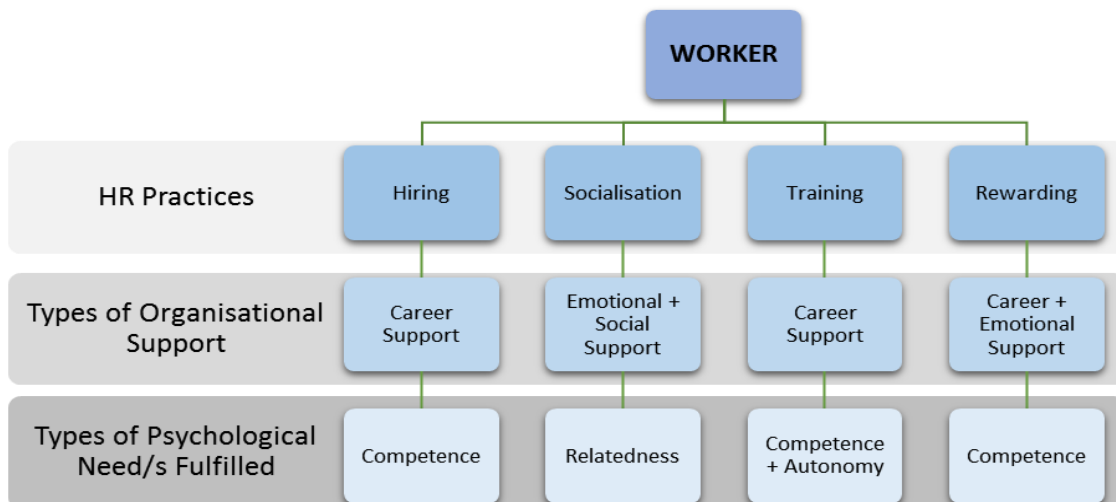 WORKER
HR Practices
Hiring
Socialisation
Training
Rewarding
Types of Organisational
Support
Career
Support
Emotional +
Social
Support
Career
Support
Career +
Emotional
Support
Types of Psychological
Need/s Fulfilled
Competence
Relatedness
Competence
+ Autonomy
Competence